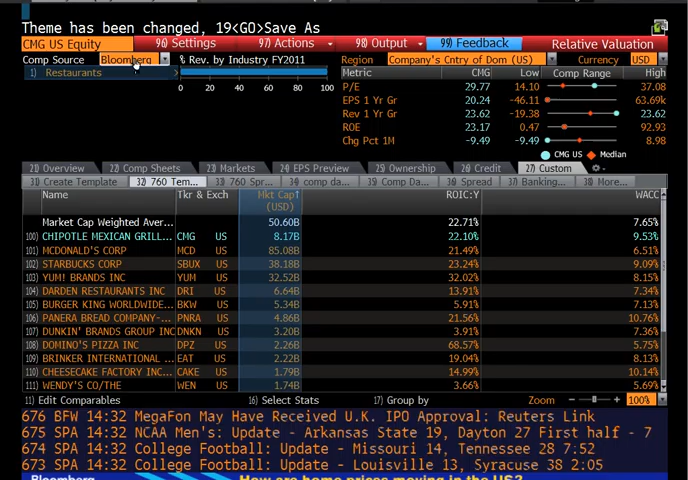 Theme has been changed, 19<GO>Save As
CMG US Equity 96) Settings 97) Actions 98) Output 99) Feedback Relative Valuation
Comp Source Bloomberg % Rev. by Industry FY2011 Region Company's Cntry of Dom (US) Currency USD
1) Restaurants Metric CMG Low Comp Range High
P/E 29.77 14.10 37.08
0 20 40 60 80 100 EPS 1 Yr Gr 20.24 -46.11 63.69k
Rev 1 Yr Gr 23.62 -19.38 23.62
ROE 23.17 0.47 92.93
Chg Pct 1M -9.49 -9.49 8.98
CMG US Median
21) Overview 22) Comp Sheets 23) Markets 24) EPS Preview 25) Ownership 26) Credit 27) Custom
31) Create Template 32) 760 Tem... 33) 760 Spr... 34) comp da... 35) Comp Da... 36) Spread 37) Banking... 38) More...
Name Tkr & Exch Mkt Cap↑ ROIC:Y WACC
(USD)
Market Cap Weighted Aver... 50.60B 22.71% 7.65%
100) CHIPOTLE MEXICAN GRILL... CMG US 8.17B 22.10% 9.53%
101) MCDONALD'S CORP MCD US 85.08B 21.49% 6.51%
102) STARBUCKS CORP SBUX US 38.18B 23.24% 9.09%
103) YUM! BRANDS INC YUM US 32.52B 23.02% 8.18%
104) DARDEN RESTAURANTS INC DRI US 6.64B 13.91% 7.34%
105) BURGER KING WORLDWIDE... BKW US 5.34B 5.91% 7.13%
106) PANERA BREAD COMPANY-... PNRA US 4.86B 21.56% 10.76%
107) DUNKIN' BRANDS GROUP INC DNKN US 3.20B 3.91% 7.36%
108) DOMINO'S PIZZA INC DPZ US 2.26B 68.57% 5.75%
109) BRINKER INTERNATIONAL ... EAT US 2.22B 19.04% 8.13%
110) CHEESECAKE FACTORY INC... CAKE US 1.79B 14.99% 10.14%
111) WENDY'S CO/THE WEN US 1.74B 3.66% 5.69%
11) Edit Comparables 16) Select Stats 17) Group by Zoom - + 100%
676 BFW 14:32 MegaFon May Have Received U.K. IPO Approval: Reuters Link
675 SPA 14:32 NCAA Men's: Update - Arkansas State 19, Dayton 27 First half - 7
674 SPA 14:32 College Football: Update - Missouri 14, Tennessee 28 7:52
673 SPA 14:32 College Football: Update - Louisville 13, Syracuse 38 2:05
Bloomberg How are home prices moving in the US?